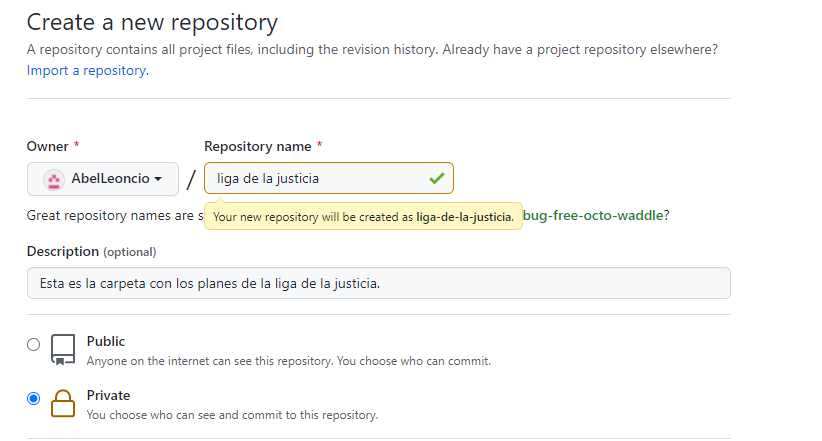 Create a new repository
A repository contains all project files, including the revision history. Already have a project repository elsewhere?
Import a repository.
Owner * Repository name *
AbelLeoncio / liga de la justicia
Great repository names are s Your new repository will be created as liga-de-la-justicia. bug-free-octo-waddle?
Description (optional)
Esta es la carpeta con los planes de la liga de la justicia.
Public
Anyone on the internet can see this repository. You choose who can commit.
Private
You choose who can see and commit to this repository.